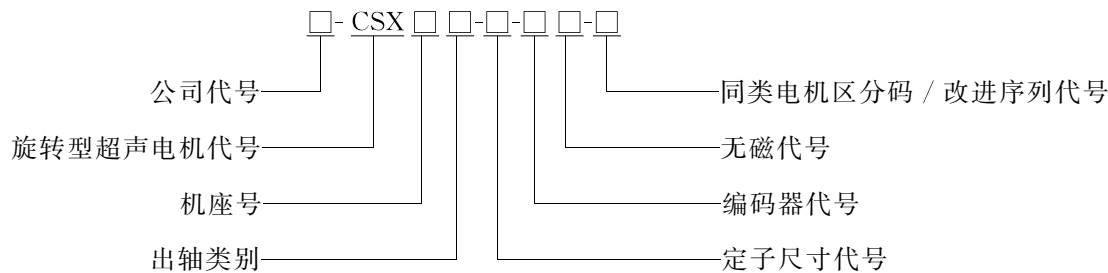 □- CSX □ □-□-□ □-□
公司代号
同类电机区分码 / 改进序列代号
旋转型超声电机代号
无磁代号
机座号
编码器代号
出轴类别
定子尺寸代号